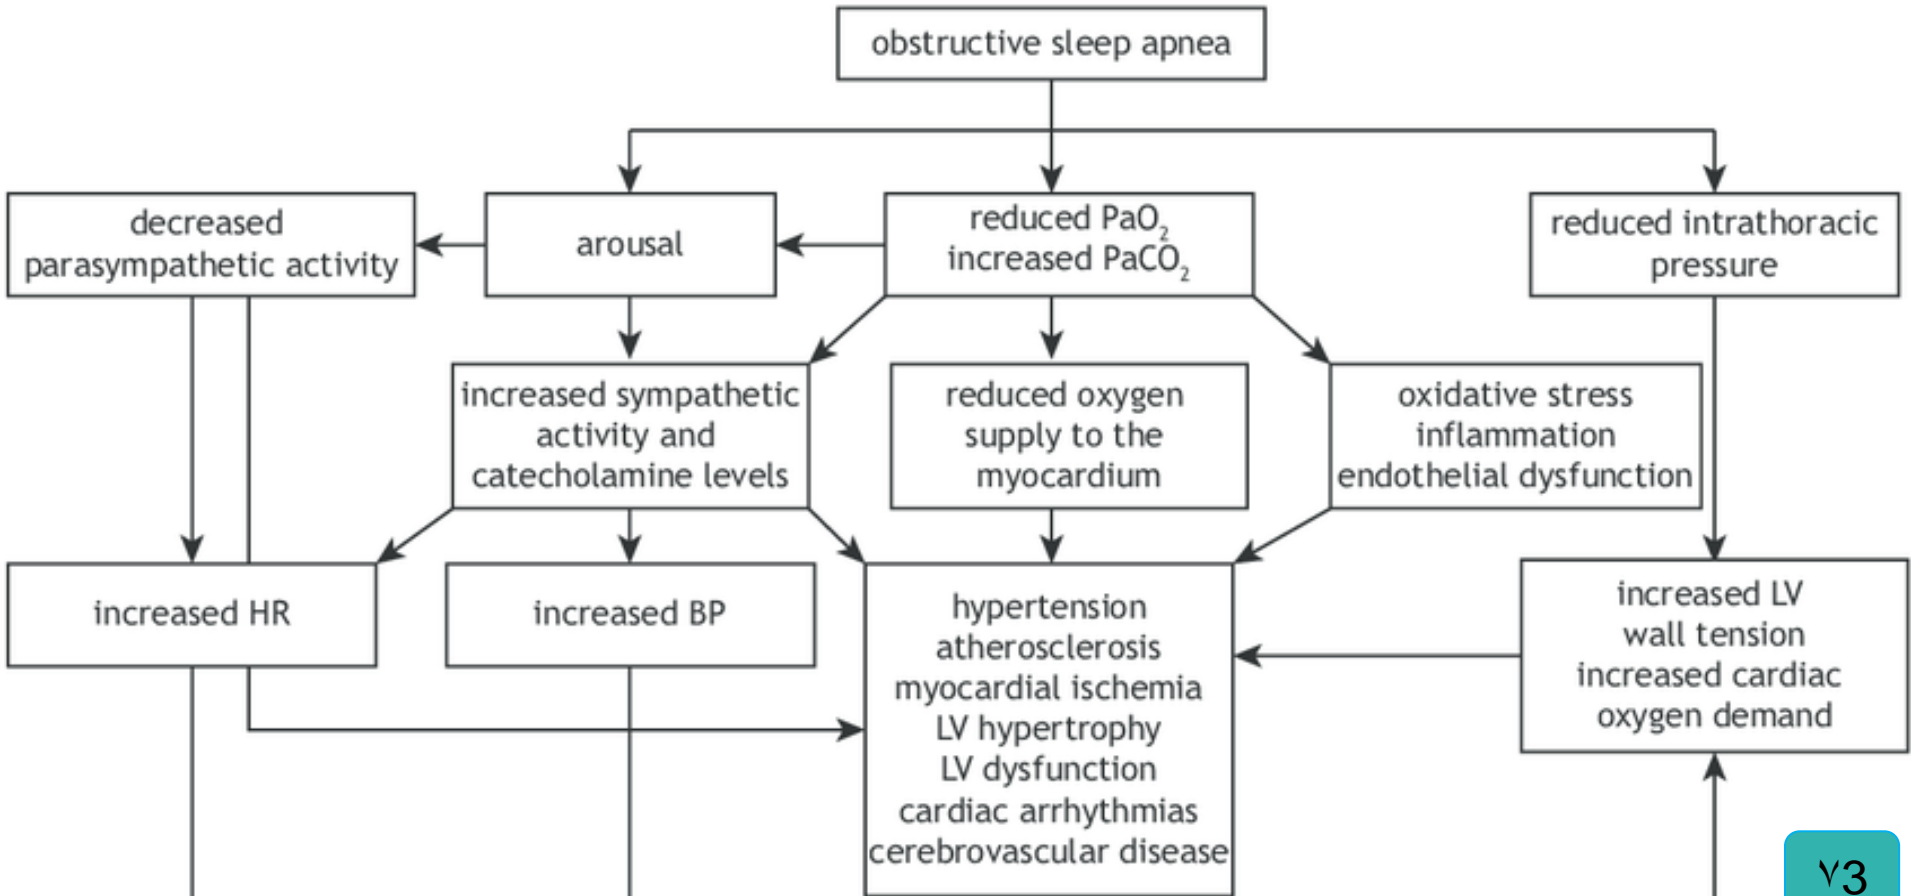 obstructive sleep apnea
decreased
parasympathetic activity
arousal
reduced PaO₂
increased PaCO₂
reduced intrathoracic
pressure
increased sympathetic
activity and
catecholamine levels
reduced oxygen
supply to the
myocardium
oxidative stress
inflammation
endothelial dysfunction
increased HR
increased BP
hypertension
atherosclerosis
myocardial ischemia
LV hypertrophy
LV dysfunction
cardiac arrhythmias
cerebrovascular disease
increased LV
wall tension
increased cardiac
oxygen demand
۷3